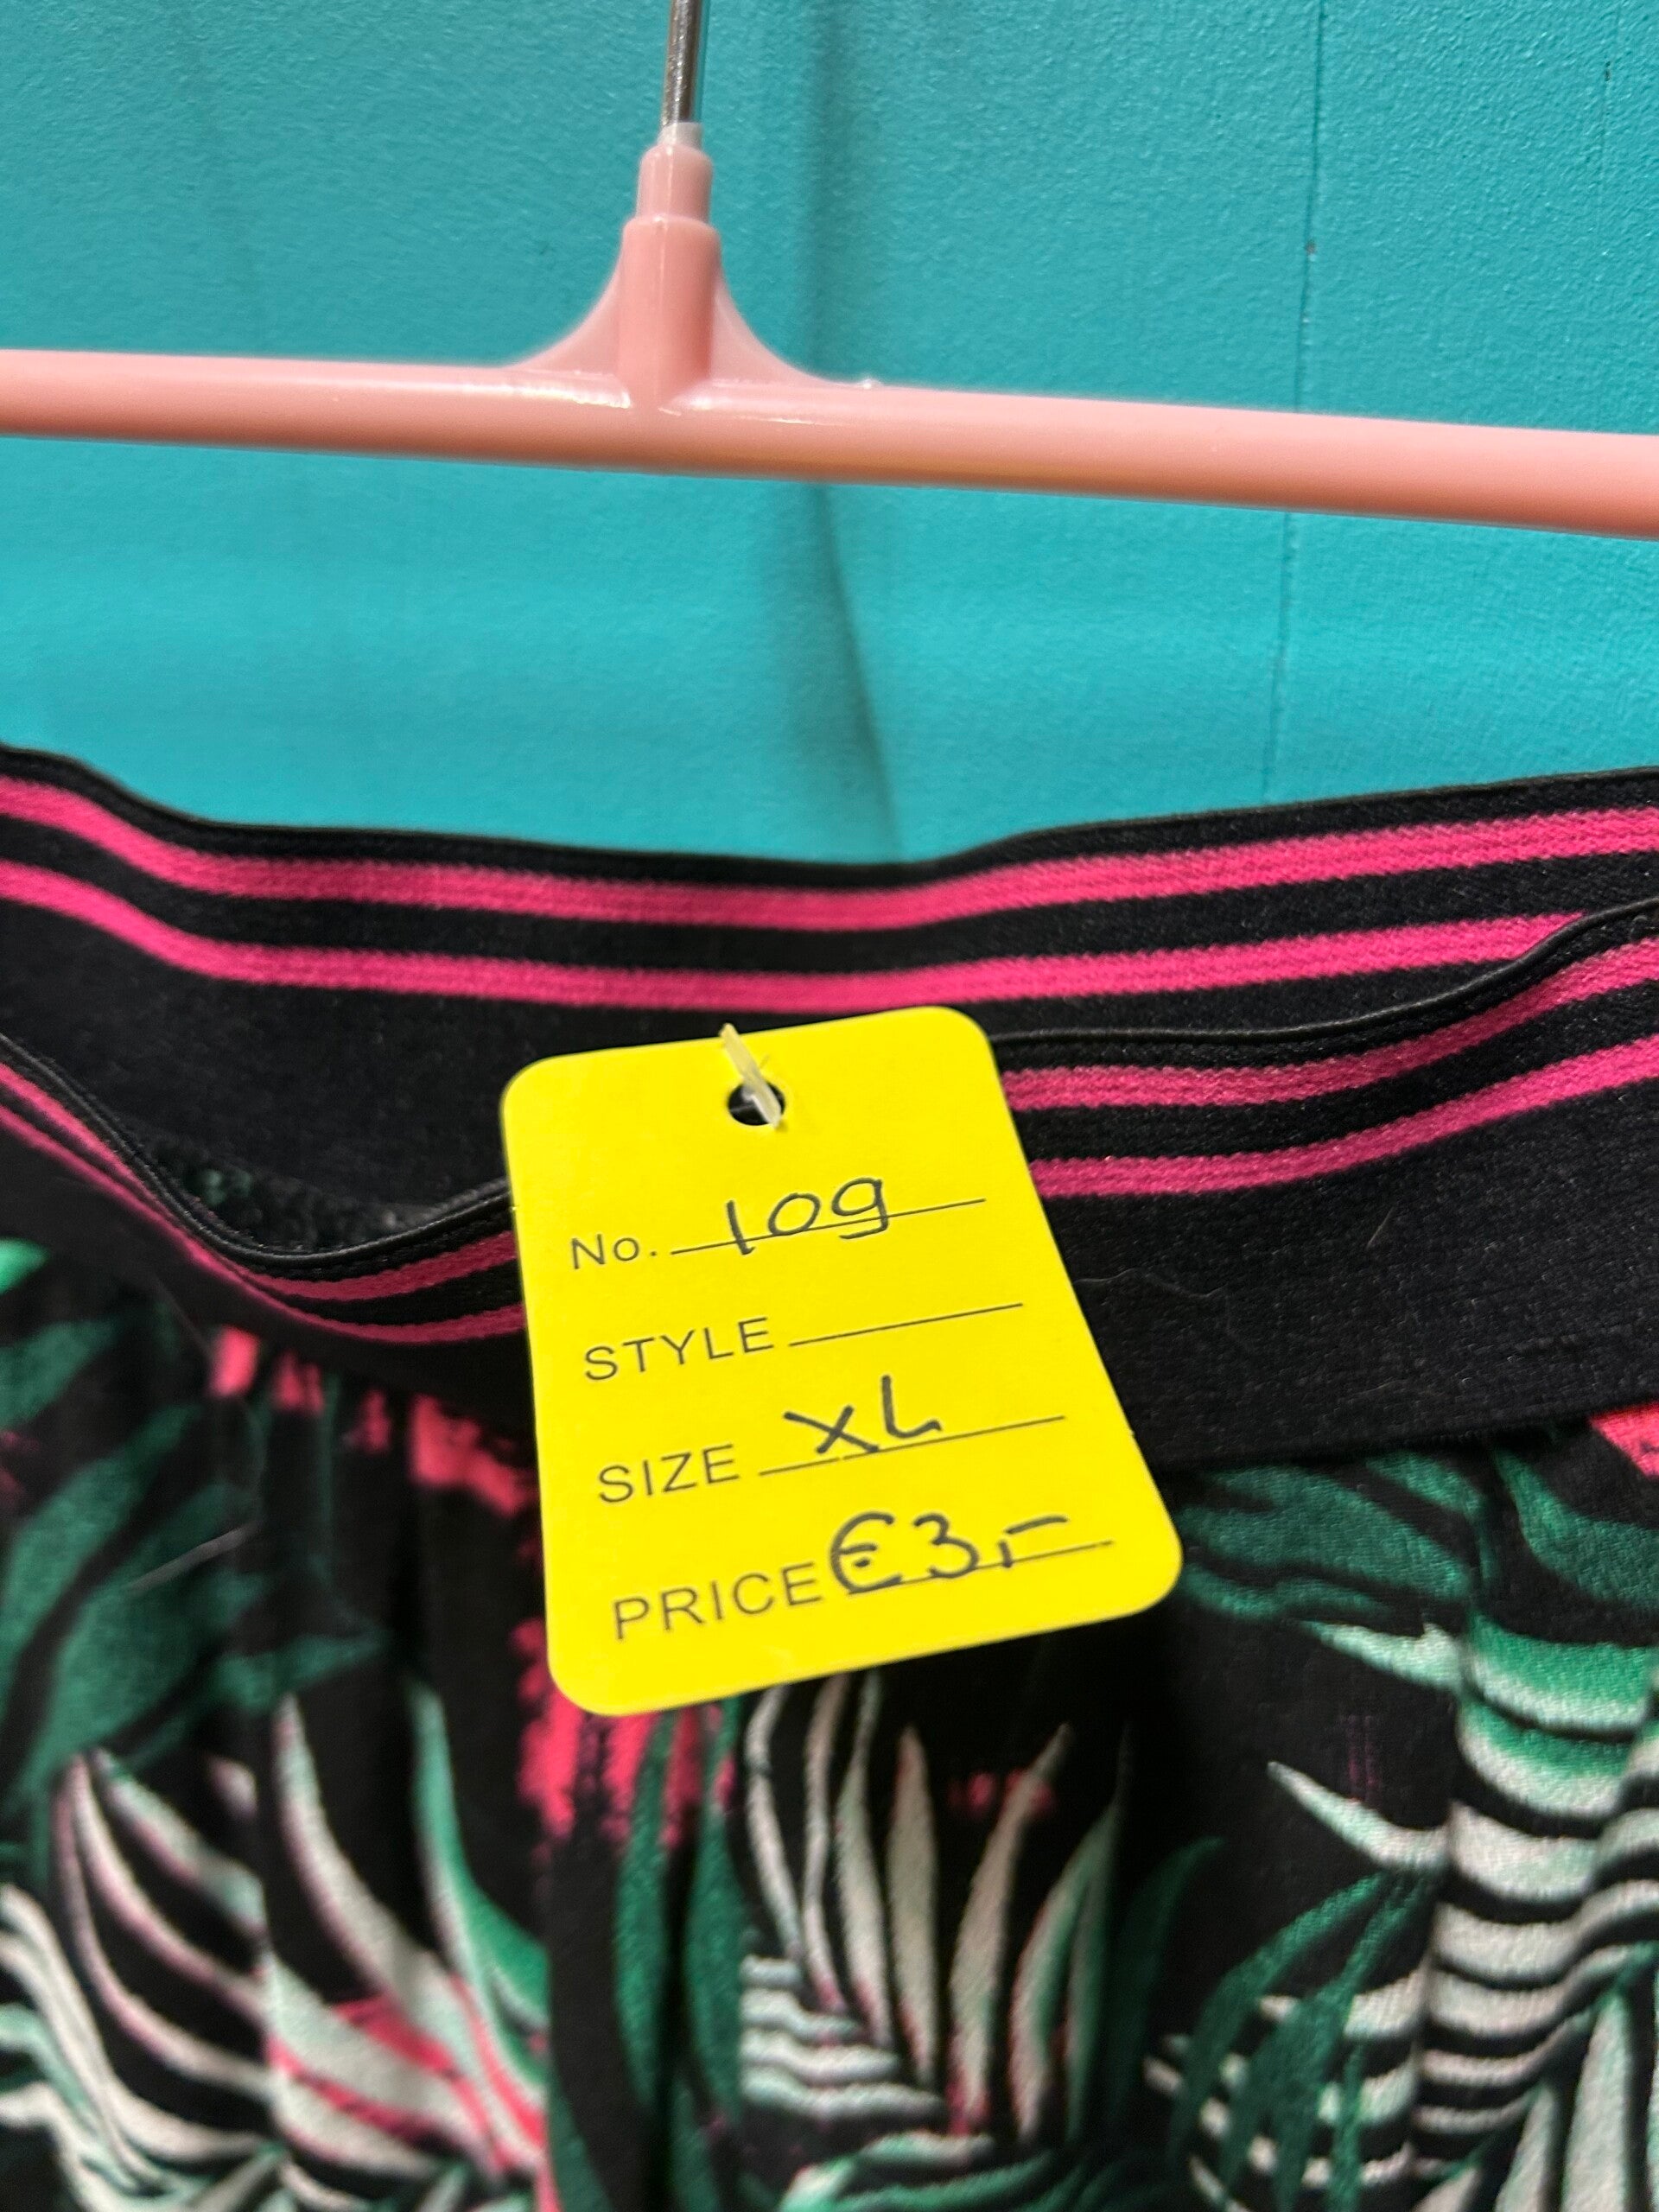 No. 109
STYLE
SIZE XL
PRICE €3,-